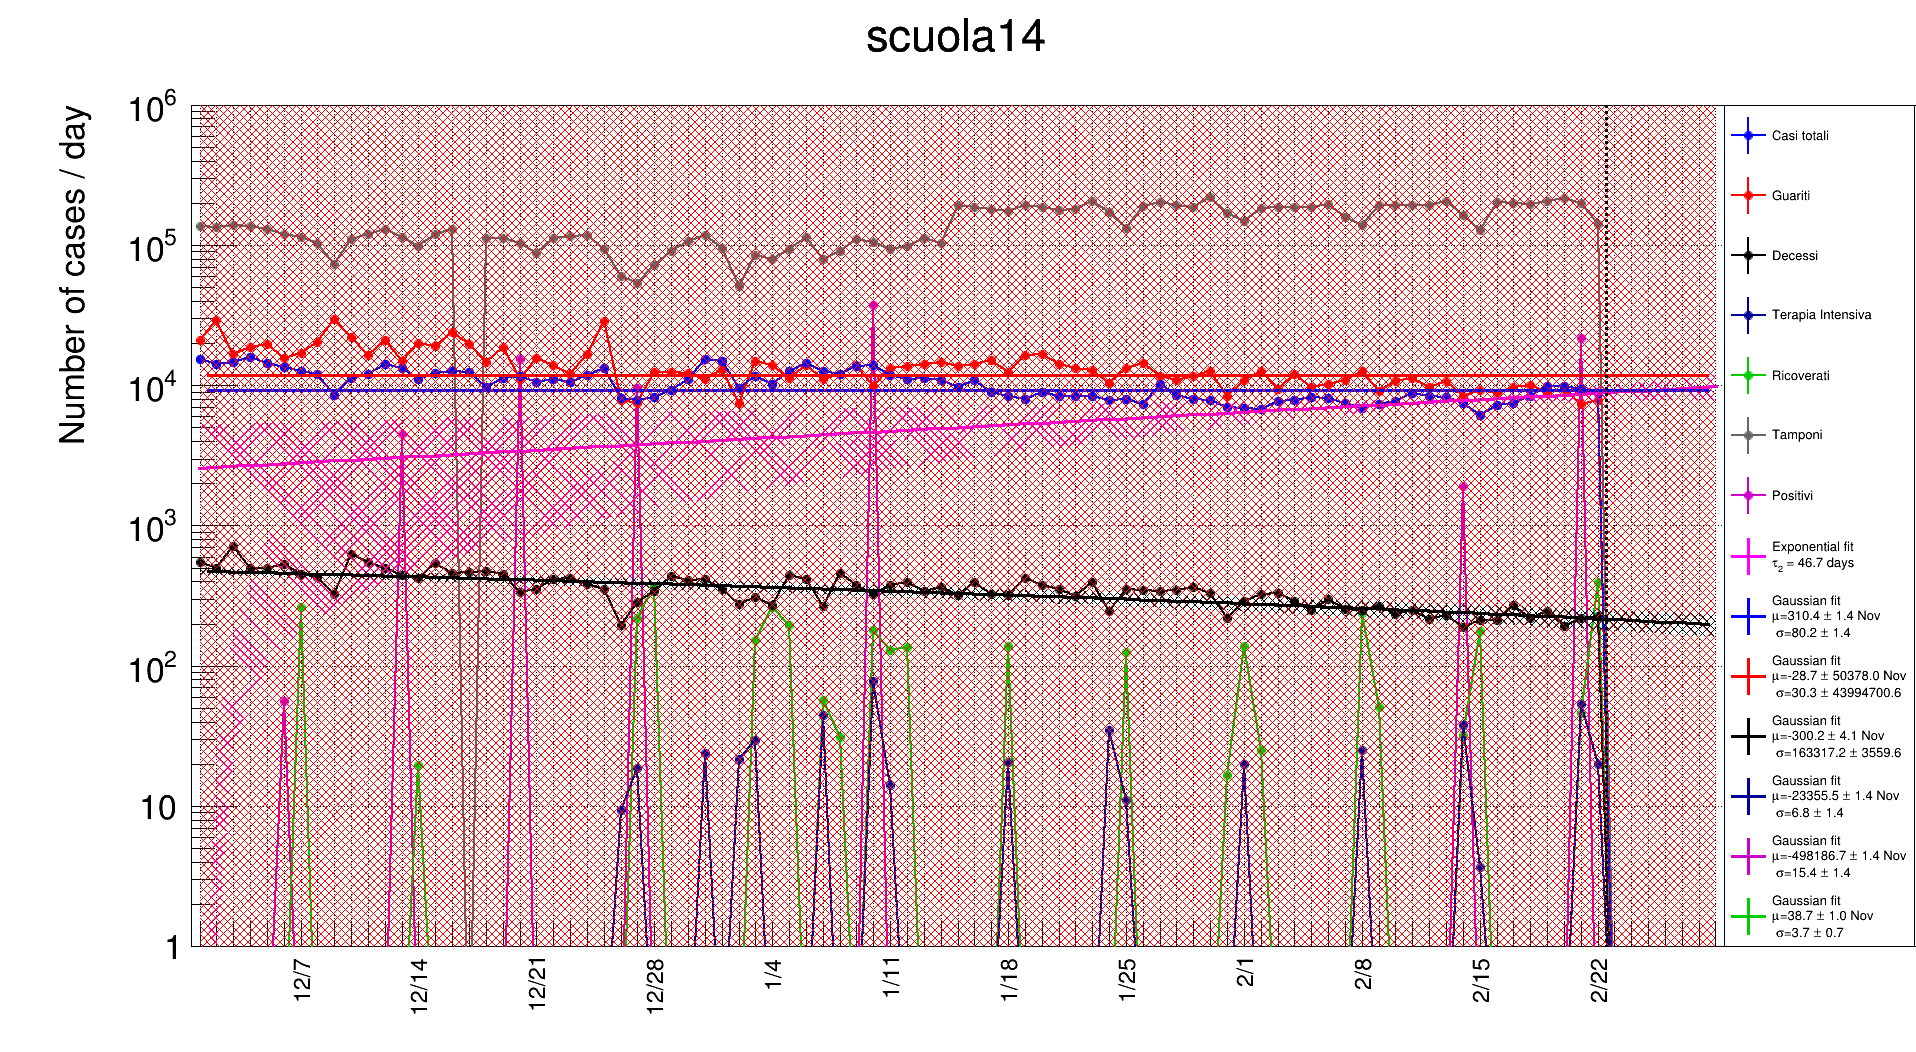 scuola14
Number of cases / day
10^6
10^5
10^4
10^3
10^2
10
1
12/7
12/14
12/21
12/28
1/4
1/11
1/18
1/25
2/1
2/8
2/15
2/22
Casi totali
Guariti
Decessi
Terapia Intensiva
Ricoverati
Tamponi
Positivi
Exponential fit
τ₂ = 46.7 days
Gaussian fit
μ=310.4 ± 1.4 Nov
σ=80.2 ± 1.4
Gaussian fit
μ=-28.7 ± 50378.0 Nov
σ=30.3 ± 43994700.6
Gaussian fit
μ=-300.2 ± 4.1 Nov
σ=163317.2 ± 3559.6
Gaussian fit
μ=-23355.5 ± 1.4 Nov
σ=6.8 ± 1.4
Gaussian fit
μ=-498186.7 ± 1.4 Nov
σ=15.4 ± 1.4
Gaussian fit
μ=38.7 ± 1.0 Nov
σ=3.7 ± 0.7